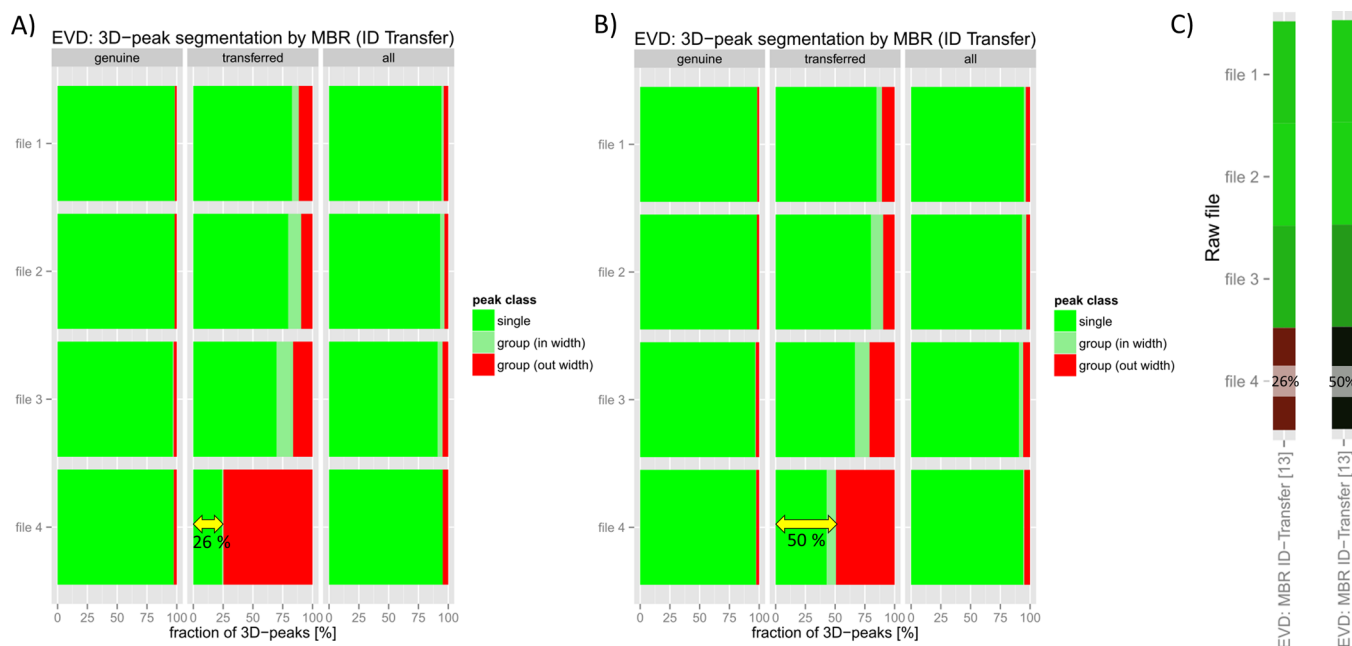 A)
EVD: 3D−peak segmentation by MBR (ID Transfer)
genuine
transferred
all
file 1
file 2
file 3
file 4
26 %
0 25 50 75 100
0 25 50 75 100
0 25 50 75 100
fraction of 3D−peaks [%]
peak class
single
group (in width)
group (out width)
B)
EVD: 3D−peak segmentation by MBR (ID Transfer)
genuine
transferred
all
file 1
file 2
file 3
file 4
50 %
0 25 50 75 100
0 25 50 75 100
0 25 50 75 100
fraction of 3D−peaks [%]
peak class
single
group (in width)
group (out width)
C)
Raw file
file 1
file 2
file 3
file 4
26%
50%
EVD: MBR ID−Transfer [13]
EVD: MBR ID−Transfer [13]